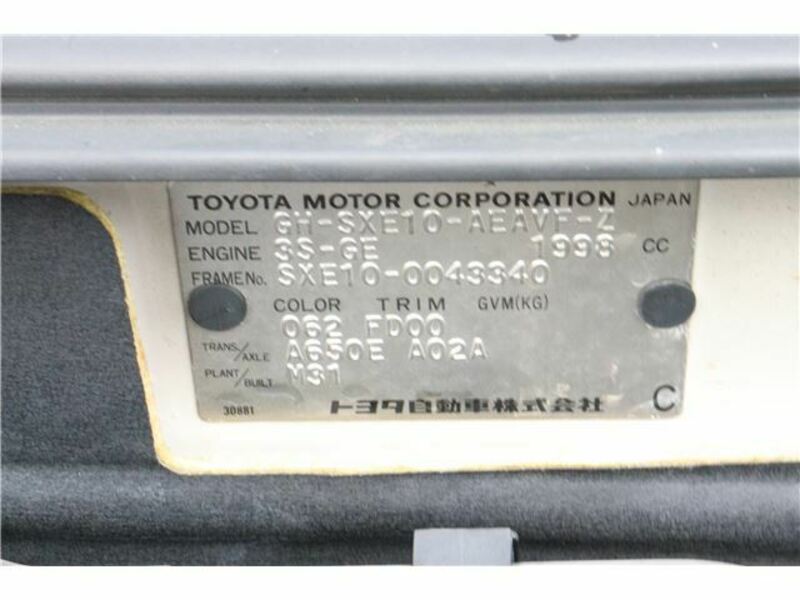 TOYOTA MOTOR CORPORATION JAPAN
MODEL GH-SXE10-AEAVF-Z
ENGINE 3S-GE 1998 CC
FRAME No. SXE10-0043340
COLOR TRIM GVM(KG)
062 FD00
TRANS./AXLE A650E A02A
PLANT/BUILT M31
30881 トヨタ自動車株式会社 C